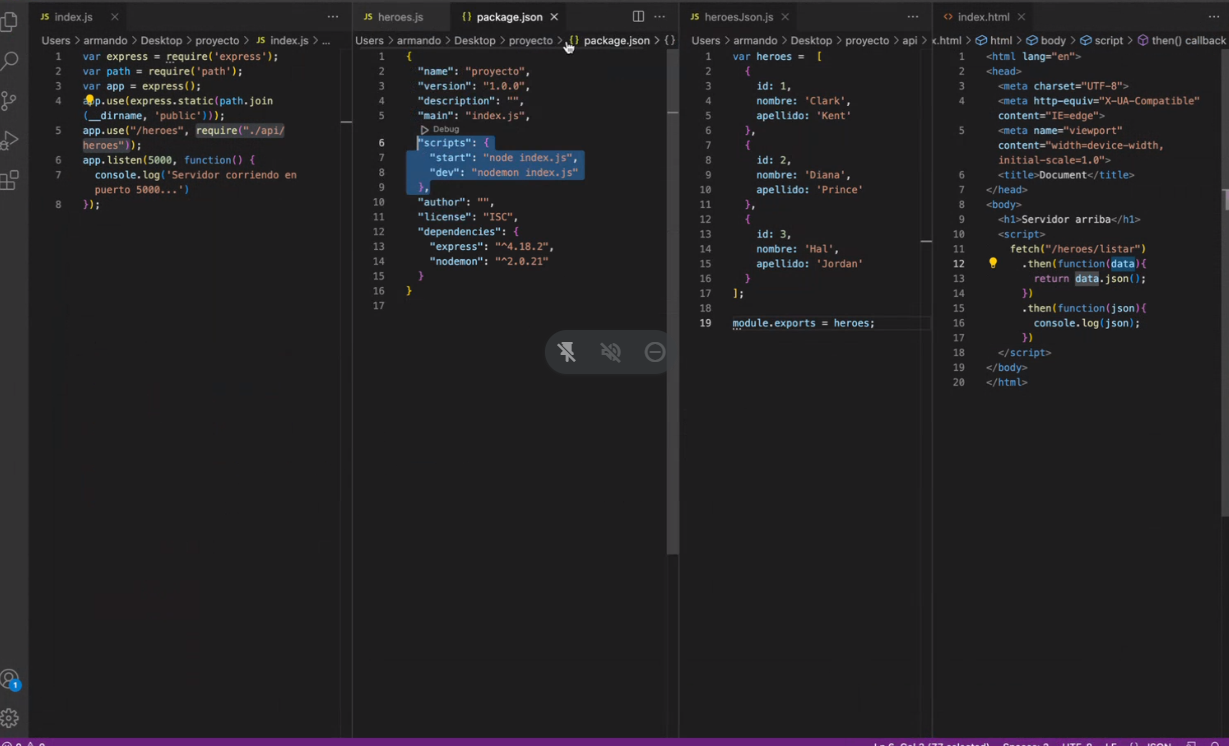 JS index.js
Users > armando > Desktop > proyecto > JS index.js > ...
1 var express = require('express');
2 var path = require('path');
3 var app = express();
4 app.use(express.static(path.join
(__dirname, 'public')));
5 app.use("/heroes", require("./api/
heroes"));
6 app.listen(5000, function() {
7 console.log('Servidor corriendo en
puerto 5000...')
8 });
JS heroes.js
{ } package.json
Users > armando > Desktop > proyecto > {} package.json > {}
1 {
2 "name": "proyecto",
3 "version": "1.0.0",
4 "description": "",
5 "main": "index.js",
Debug
6 "scripts": {
7 "start": "node index.js",
8 "dev": "nodemon index.js"
9 },
10 "author": "",
11 "license": "ISC",
12 "dependencies": {
13 "express": "^4.18.2",
14 "nodemon": "^2.0.21"
15 }
16 }
17
JS heroesJson.js
Users > armando > Desktop > proyecto > api
1 var heroes = [
2 {
3 id: 1,
4 nombre: 'Clark',
5 apellido: 'Kent'
6 },
7 {
8 id: 2,
9 nombre: 'Diana',
10 apellido: 'Prince'
11 },
12 {
13 id: 3,
14 nombre: 'Hal',
15 apellido: 'Jordan'
16 }
17 ];
18
19 module.exports = heroes;
<> index.html
x.html > html > body > script > then() callback
1 <html lang="en">
2 <head>
3 <meta charset="UTF-8">
4 <meta http-equiv="X-UA-Compatible"
content="IE=edge">
5 <meta name="viewport"
content="width=device-width,
initial-scale=1.0">
6 <title>Document</title>
7 </head>
8 <body>
9 <h1>Servidor arriba</h1>
10 <script>
11 fetch("/heroes/listar")
12 .then(function(data){
13 return data.json();
14 })
15 .then(function(json){
16 console.log(json);
17 })
18 </script>
19 </body>
20 </html>
1